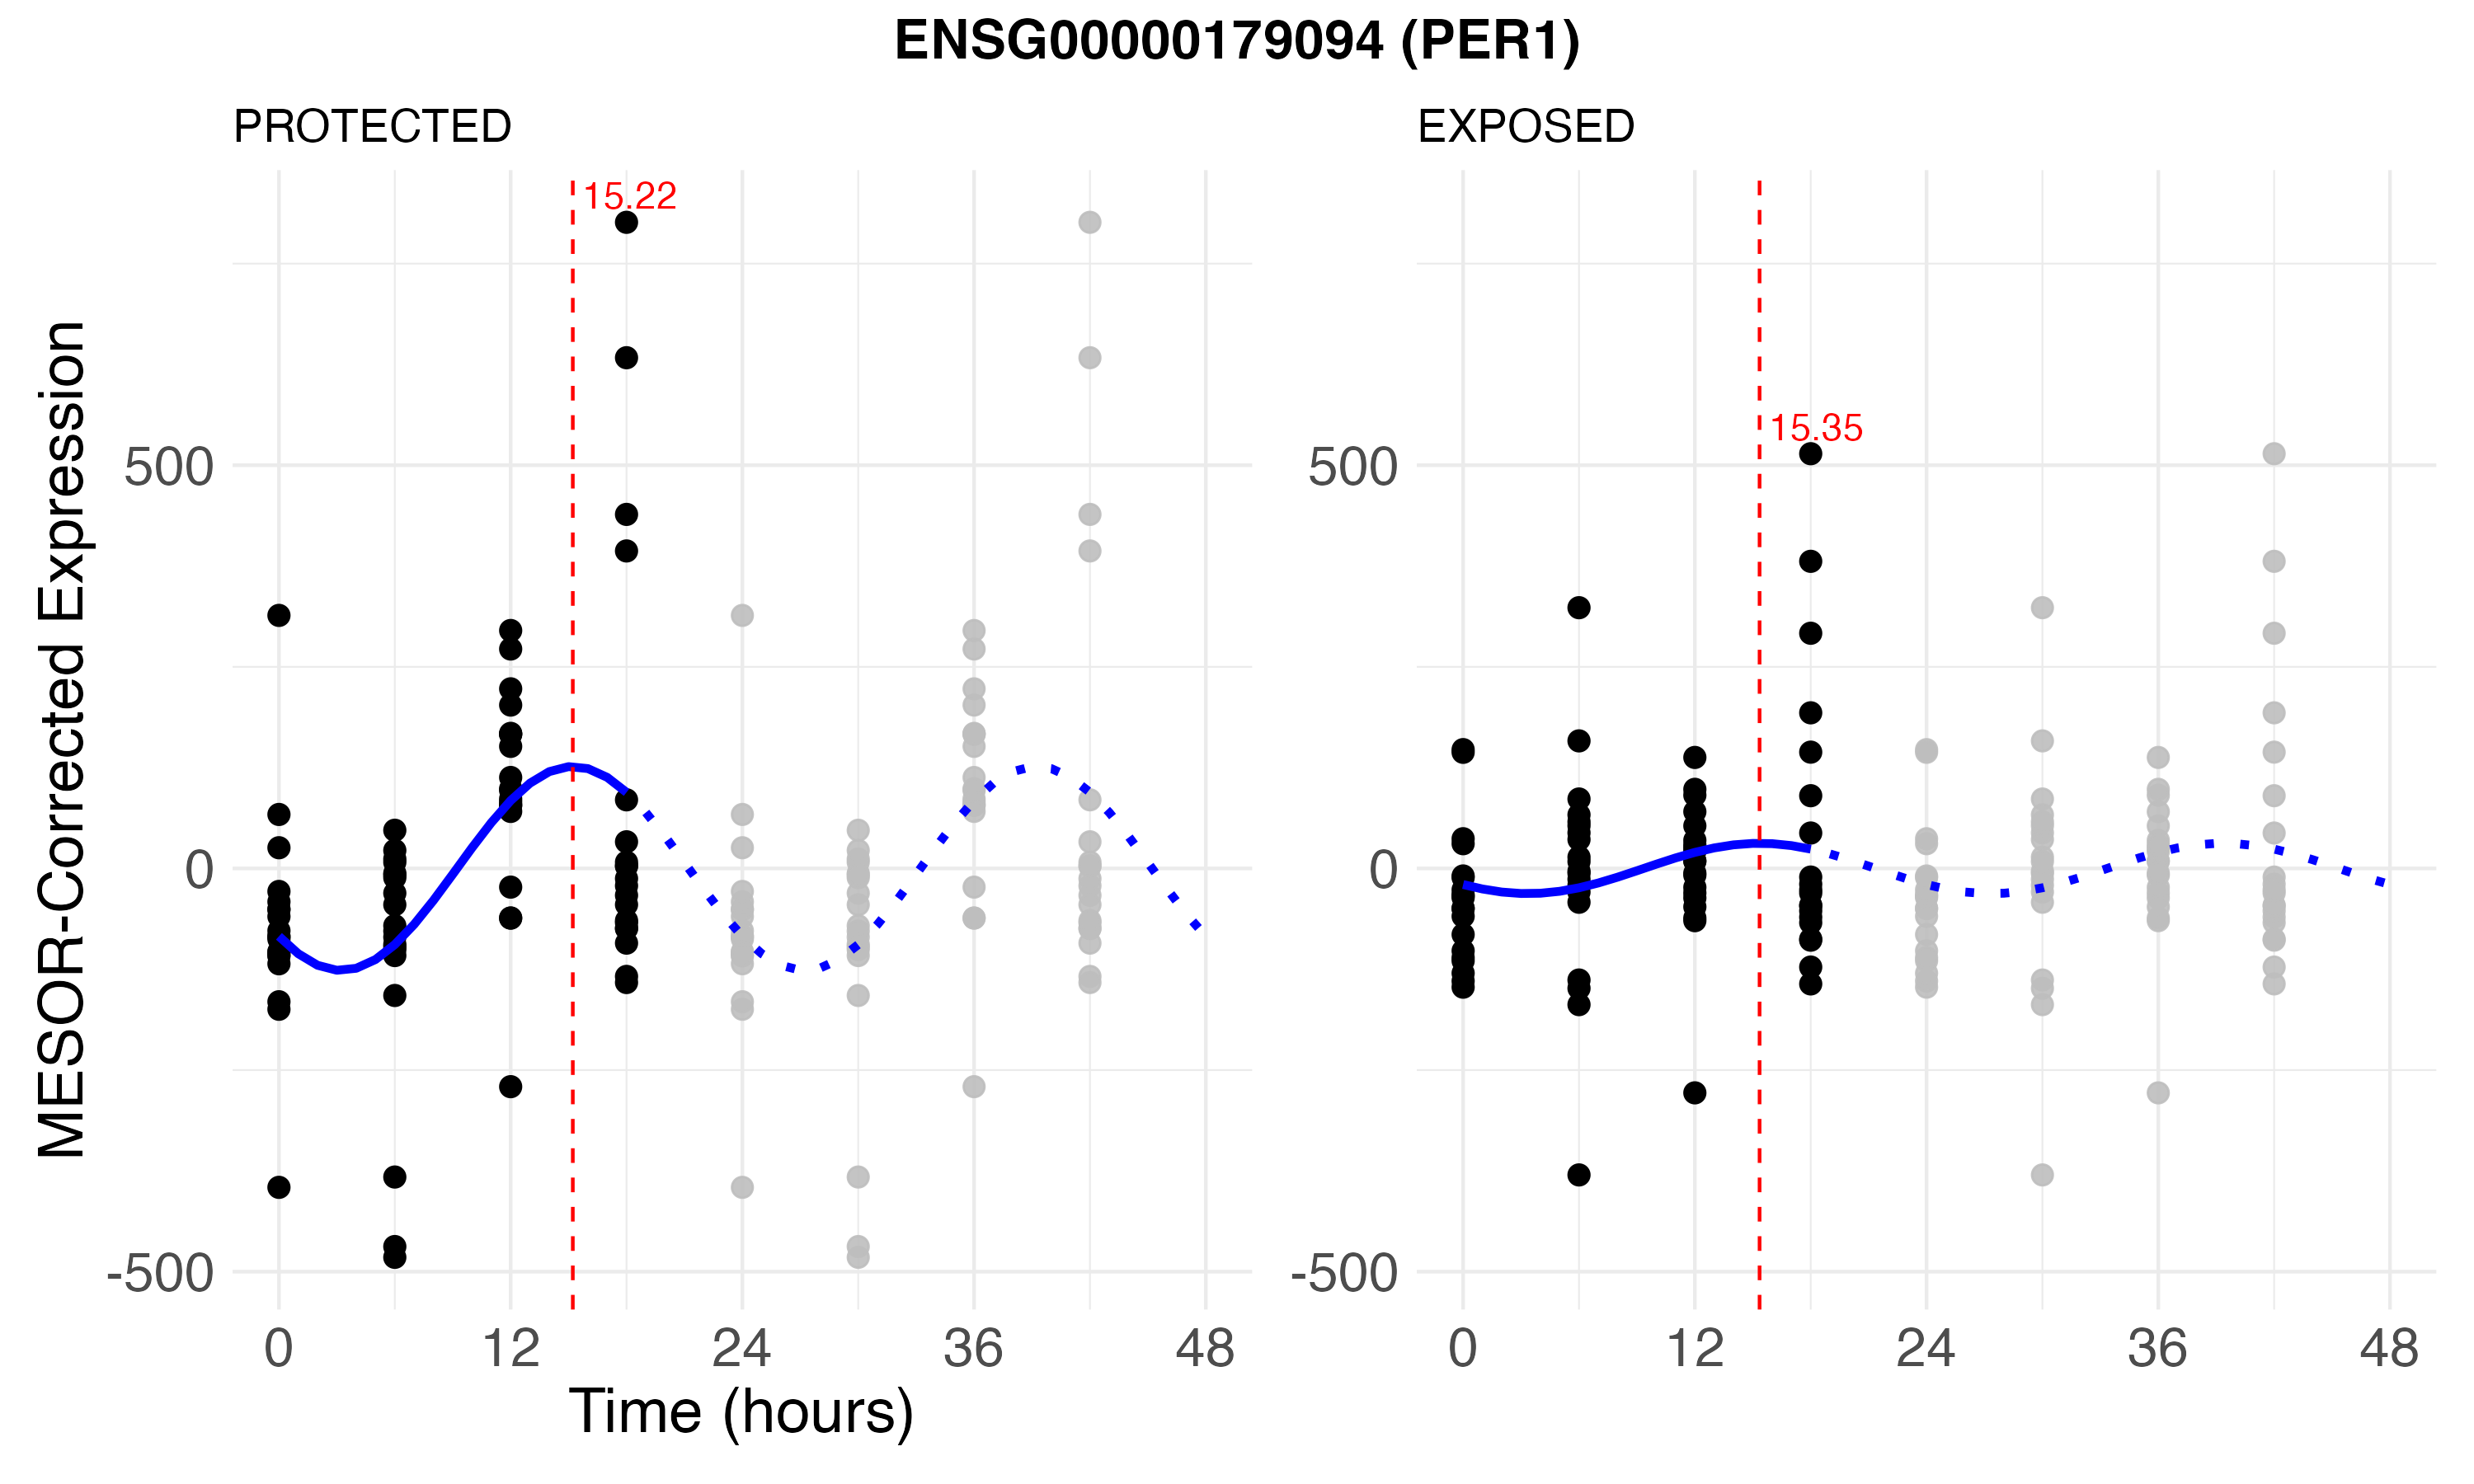 ENSG00000179094 (PER1)
PROTECTED
EXPOSED
MESOR-Corrected Expression
500
0
-500
15.22
0 12 24 36 48
500
0
-500
15.35
0 12 24 36 48
Time (hours)